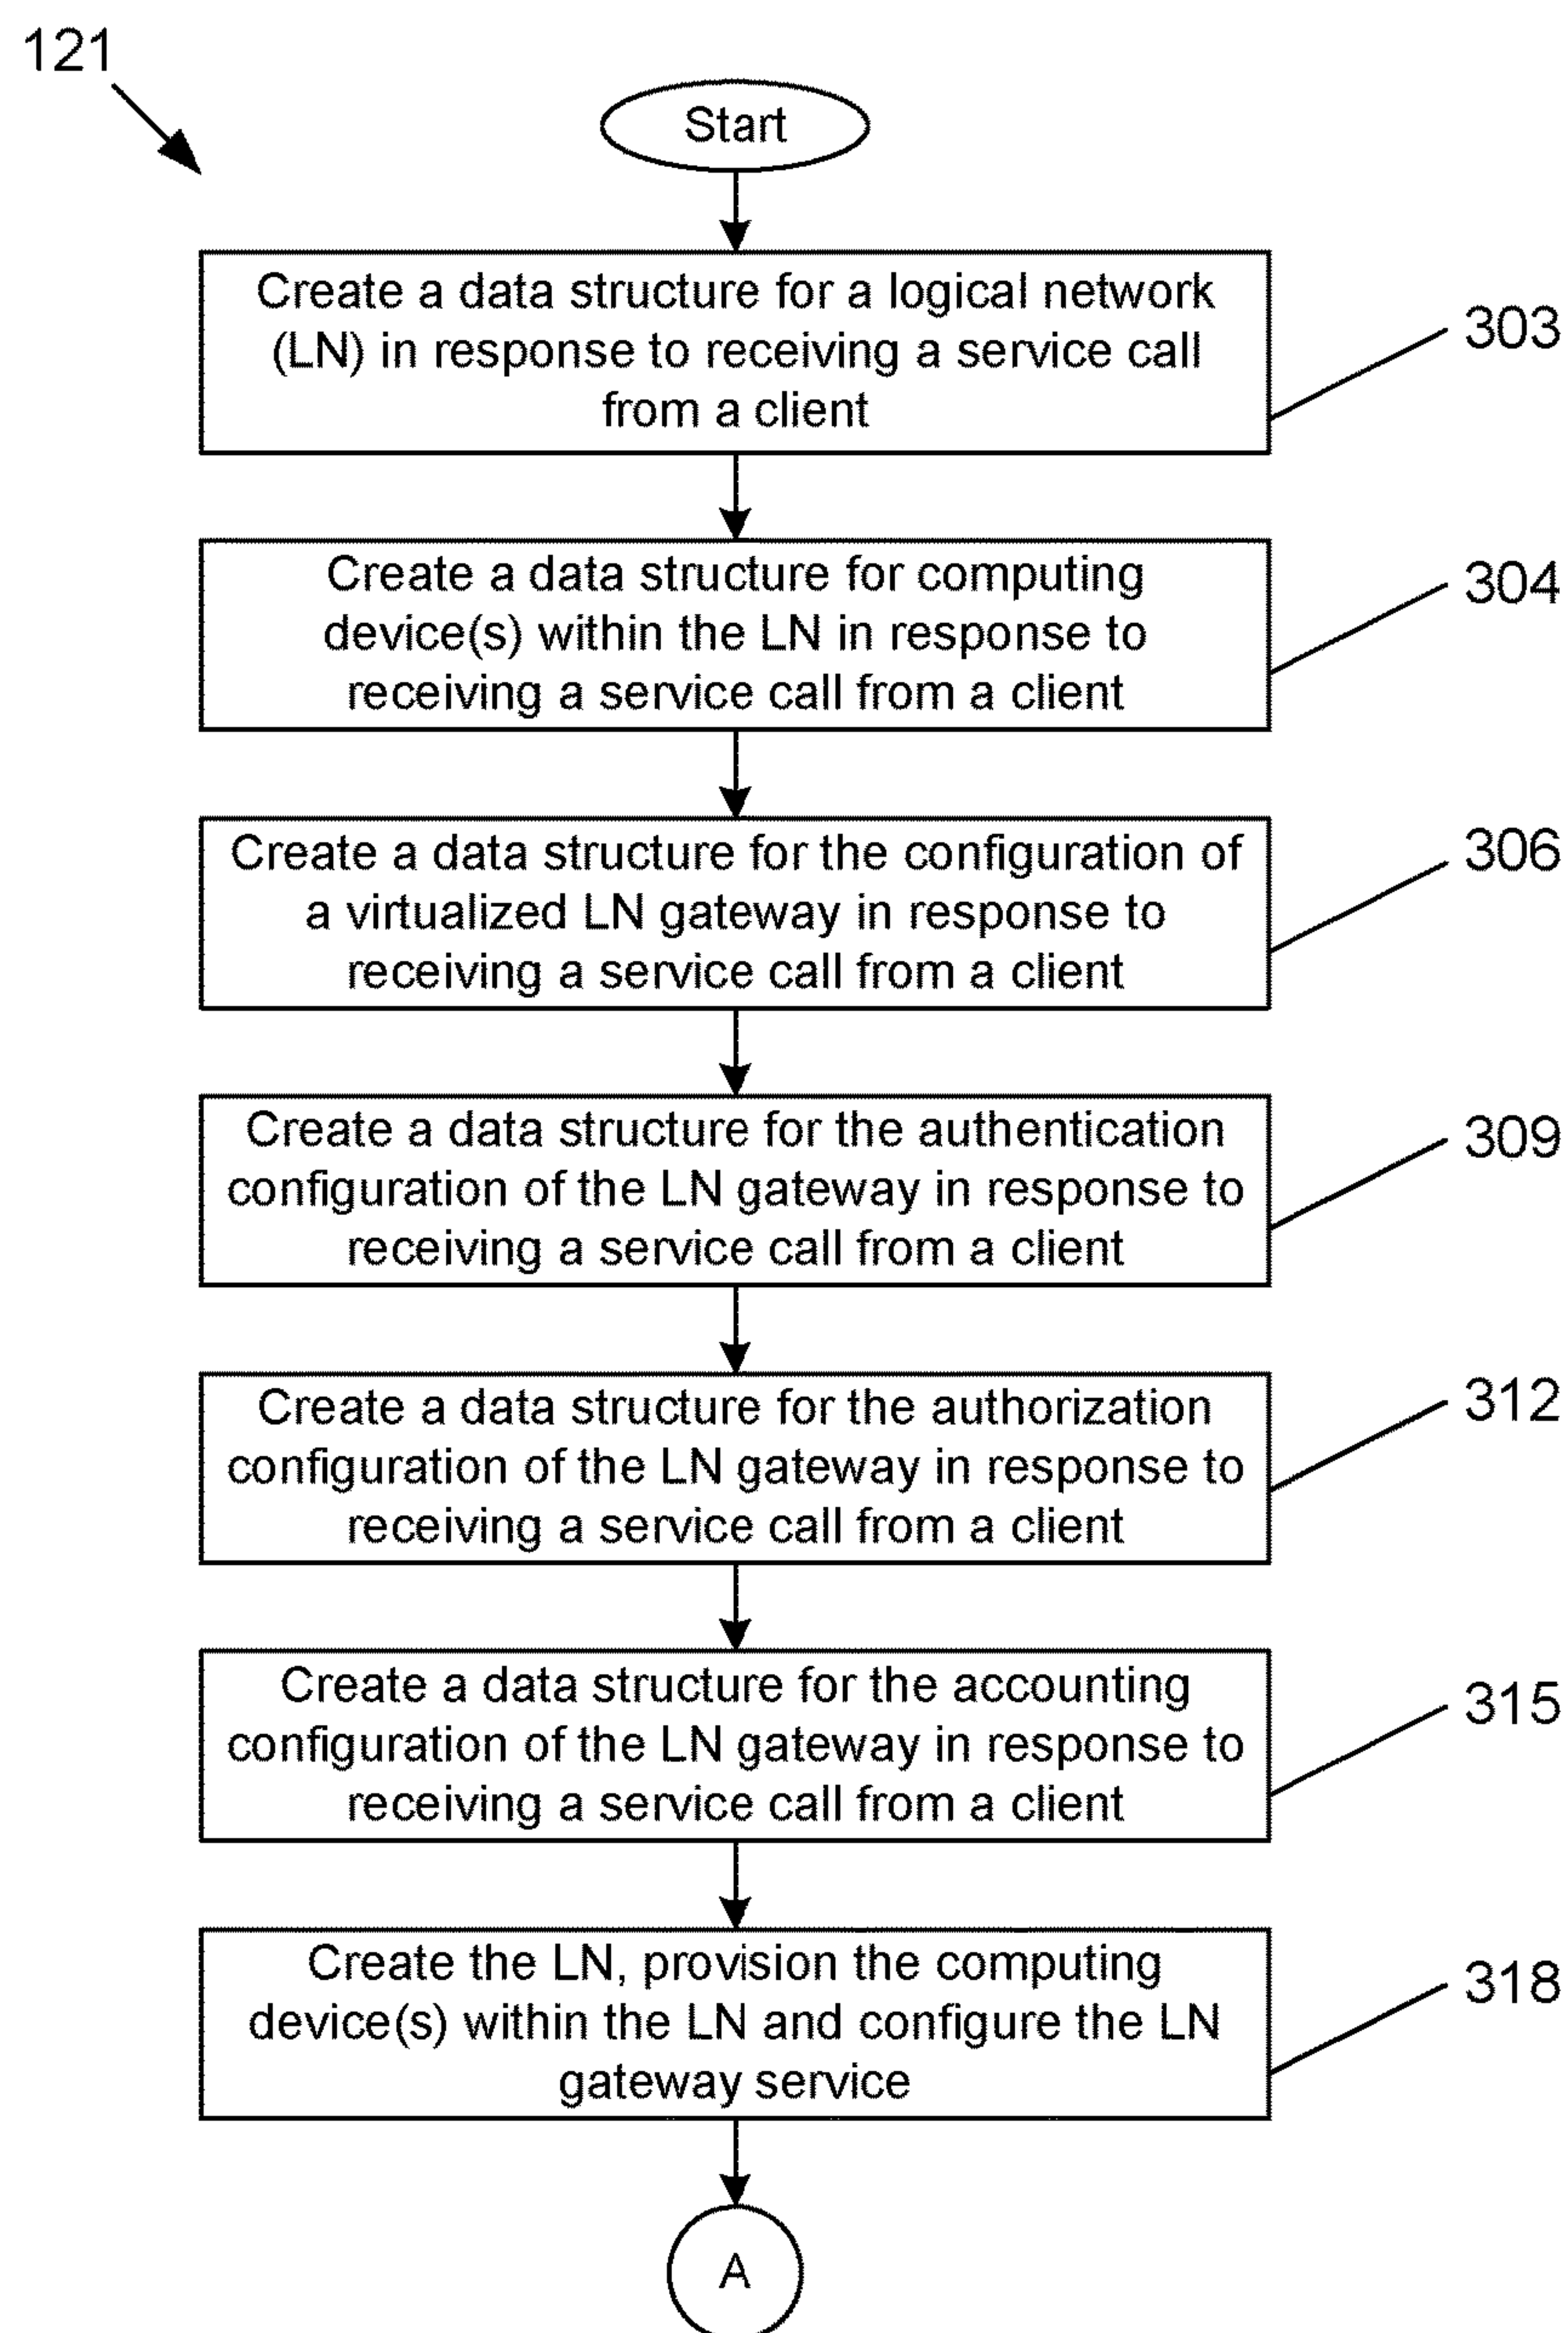 121
Start
Create a data structure for a logical network
(LN) in response to receiving a service call
from a client
303
Create a data structure for computing
device(s) within the LN in response to
receiving a service call from a client
304
Create a data structure for the configuration of
a virtualized LN gateway in response to
receiving a service call from a client
306
Create a data structure for the authentication
configuration of the LN gateway in response to
receiving a service call from a client
309
Create a data structure for the authorization
configuration of the LN gateway in response to
receiving a service call from a client
312
Create a data structure for the accounting
configuration of the LN gateway in response to
receiving a service call from a client
315
Create the LN, provision the computing
device(s) within the LN and configure the LN
gateway service
318
A